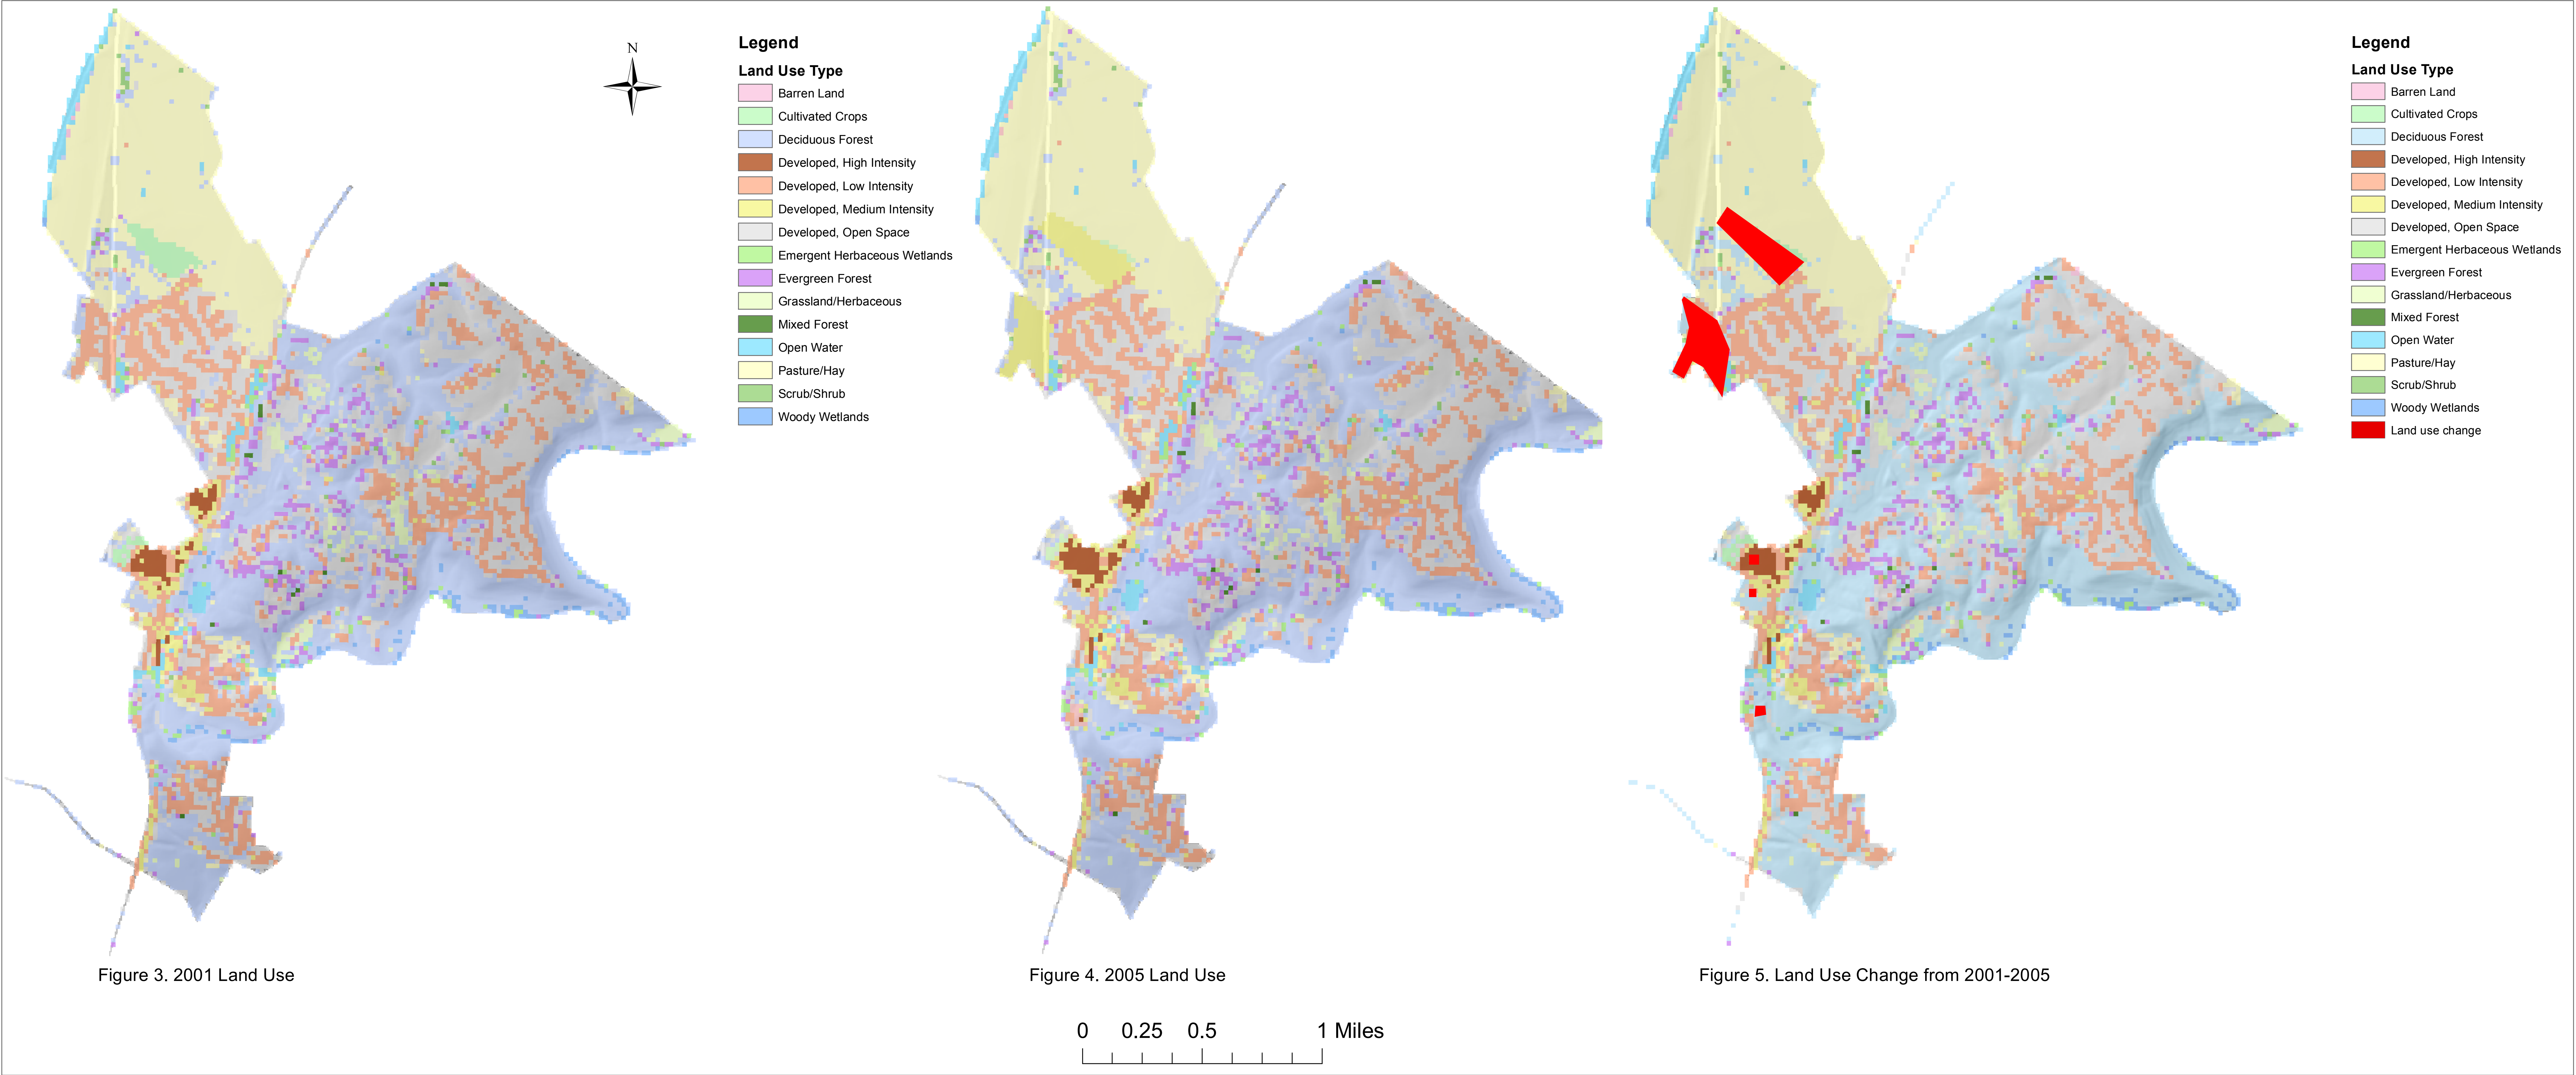 N
Legend
Land Use Type
Barren Land
Cultivated Crops
Deciduous Forest
Developed, High Intensity
Developed, Low Intensity
Developed, Medium Intensity
Developed, Open Space
Emergent Herbaceous Wetlands
Evergreen Forest
Grassland/Herbaceous
Mixed Forest
Open Water
Pasture/Hay
Scrub/Shrub
Woody Wetlands
Legend
Land Use Type
Barren Land
Cultivated Crops
Deciduous Forest
Developed, High Intensity
Developed, Low Intensity
Developed, Medium Intensity
Developed, Open Space
Emergent Herbaceous Wetlands
Evergreen Forest
Grassland/Herbaceous
Mixed Forest
Open Water
Pasture/Hay
Scrub/Shrub
Woody Wetlands
Land use change
Figure 3. 2001 Land Use
Figure 4. 2005 Land Use
Figure 5. Land Use Change from 2001-2005
0 0.25 0.5 1 Miles